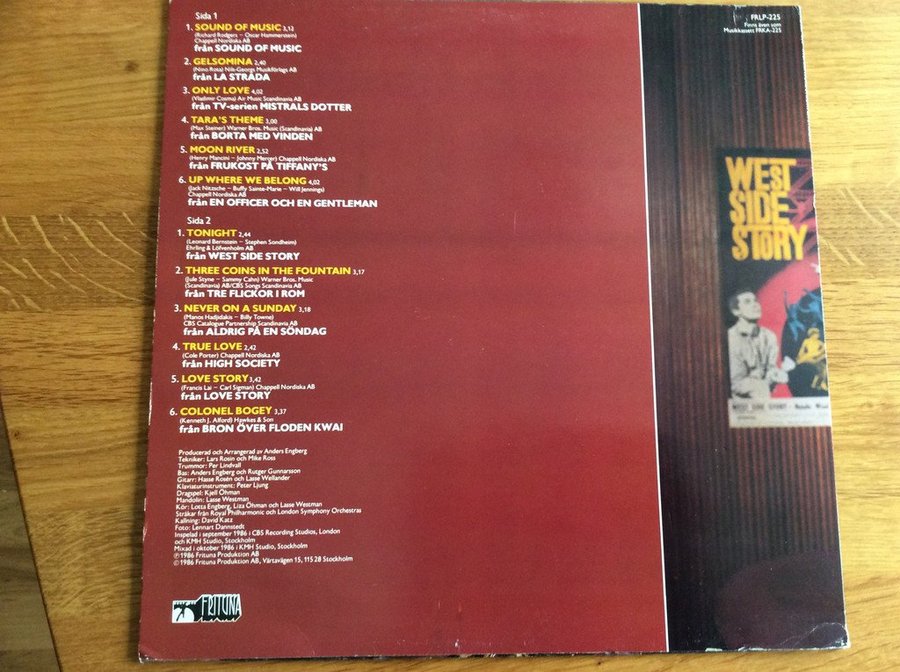 Sida 1
1. SOUND OF MUSIC 3,12
(Richard Rodgers – Oscar Hammerstein)
Chappell Nordiska AB
från SOUND OF MUSIC
2. GELSOMINA 2,40
(Nino Rota) Nils-Georgs Musikförlags AB
från LA STRADA
3. ONLY LOVE 4,02
(Vladimir Cosma) Air Music Scandinavia AB
från TV-serien MISTRALS DOTTER
4. TARA'S THEME 3,00
(Max Steiner) Warner Bros. Music (Scandinavia) AB
från BORTA MED VINDEN
5. MOON RIVER 2,52
(Henry Mancini – Johnny Merger) Chappell Nordiska AB
från FRUKOST PÅ TIFFANY'S
6. UP WHERE WE BELONG 4,02
(Jack Nitzsche – Buffy Sainte-Marie – Will Jennings)
Chappell Nordiska AB
från EN OFFICER OCH EN GENTLEMAN
Sida 2
1. TONIGHT 2,44
(Leonard Bernstein – Stephen Sondheim)
Ehrling & Löfvenholm AB
från WEST SIDE STORY
2. THREE COINS IN THE FOUNTAIN 3,17
(Jule Styne – Sammy Cahn) Warner Bros. Music
(Scandinavia) AB/CBS Songs Scandinavia AB
från TRE FLICKOR I ROM
3. NEVER ON A SUNDAY 3,18
(Manos Hadjidakis – Billy Towne)
CBS Catalogue Partnership Scandinavia AB
från ALDRIG PÅ EN SÖNDAG
4. TRUE LOVE 2,42
(Cole Porter) Chappell Nordiska AB
från HIGH SOCIETY
5. LOVE STORY 3,42
(Francis Lai – Carl Sigman) Chappell Nordiska AB
från LOVE STORY
6. COLONEL BOGEY 3,37
(Kenneth J. Alford) Hawkes & Son
från BRON ÖVER FLODEN KWAI
Producerad och Arrangerad av Anders Engberg
Tekniker: Lars Rosin och Mike Ross
Trummor: Per Lindvall
Bas: Anders Engberg och Rutger Gunnarsson
Gitarr: Hasse Rosén och Lasse Wellander
Klaviaturinstrument: Peter Ljung
Dragspel: Kjell Öhman
Mandolin: Lasse Westman
Kör: Lotta Engberg, Liza Öhman och Lasse Westman
Stråkar från Royal Philharmonic och London Symphony Orchestras
Kallning: David Katz
Foto: Lennart Dannstedt
Inspelad i september 1986 i CBS Recording Studios, London
och KMH Studio, Stockholm
Mixad i oktober 1986 i KMH Studio, Stockholm
℗ 1986 Frituna Produktion AB
© 1986 Frituna Produktion AB, Värtavägen 15, 115 28 Stockholm
FRITUNA
FRLP-225
Finns även som
Musikkassett FRKA-225
WEST
SIDE
STORY
WEST SIDE STORY